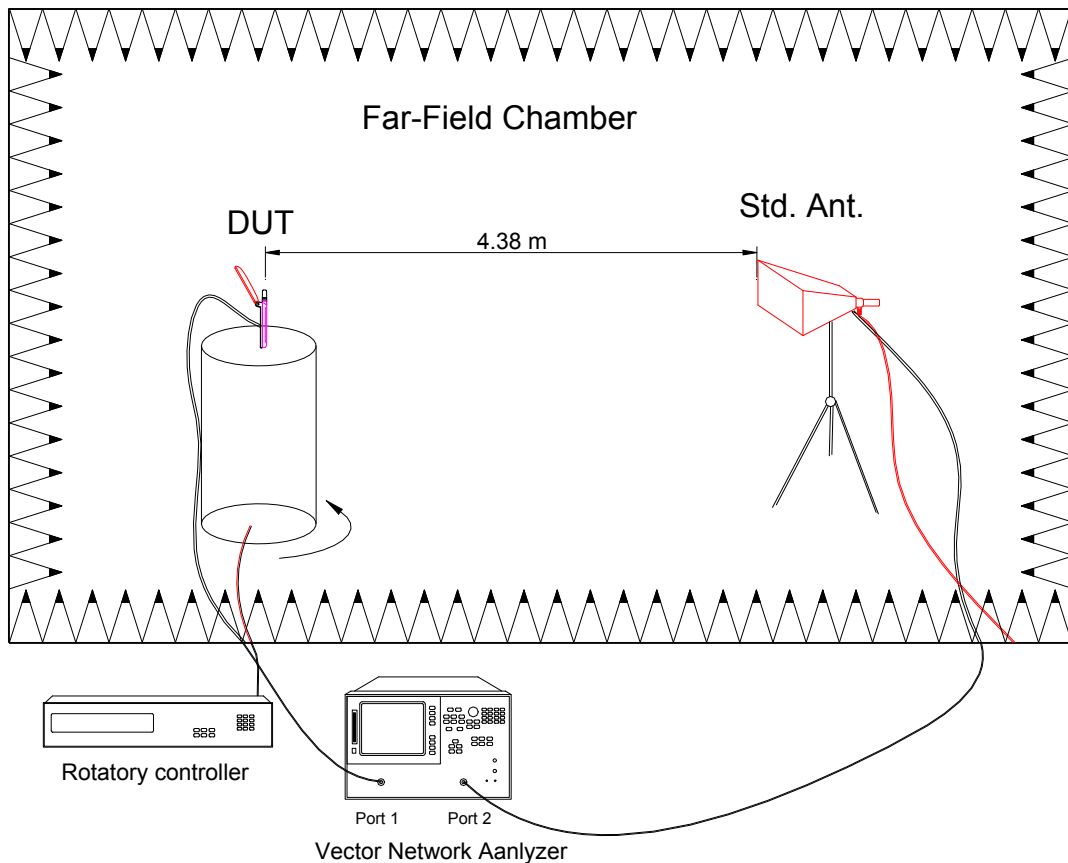 Far-Field Chamber
DUT
Std. Ant.
4.38 m
Rotatory controller
Port 1
Port 2
Vector Network Aanlyzer